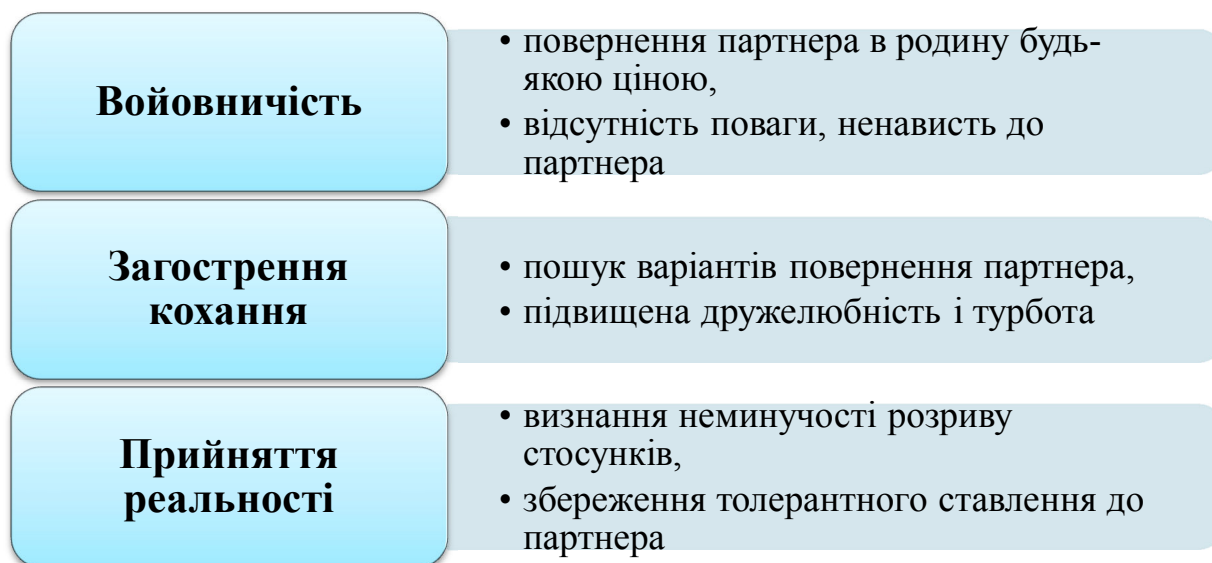 Войовничість
• повернення партнера в родину будь-
якою ціною,
• відсутність поваги, ненависть до
партнера
Загострення
кохання
• пошук варіантів повернення партнера,
• підвищена дружелюбність і турбота
Прийняття
реальності
• визнання неминучості розриву
стосунків,
• збереження толерантного ставлення до
партнера